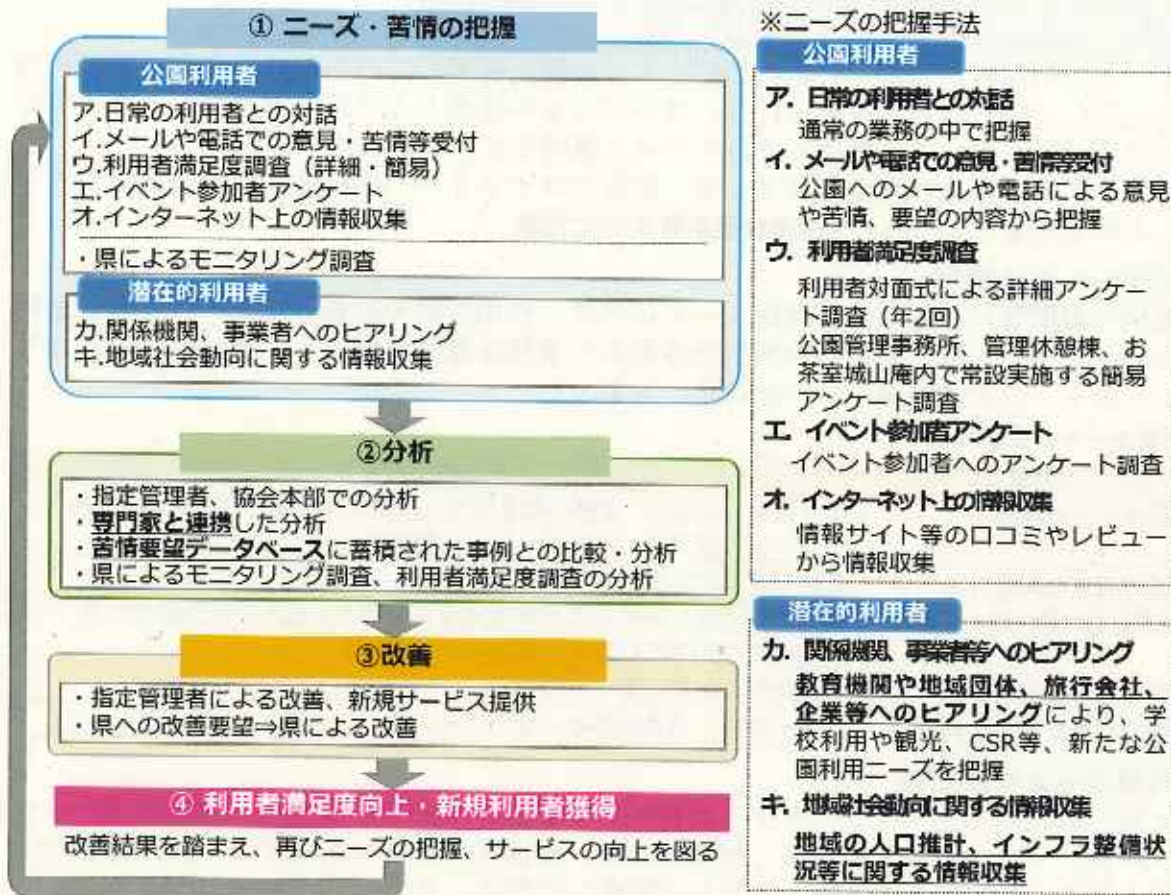 ① ニーズ・苦情の把握
公園利用者
ア.日常の利用者との対話
イ.メールや電話での意見・苦情等受付
ウ.利用者満足度調査（詳細・簡易）
エ.イベント参加者アンケート
オ.インターネット上の情報収集
・県によるモニタリング調査
潜在的利用者
カ.関係機関、事業者へのヒアリング
キ.地域社会動向に関する情報収集
②分析
・指定管理者、協会本部での分析
・専門家と連携した分析
・苦情要望データベースに蓄積された事例との比較・分析
・県によるモニタリング調査、利用者満足度調査の分析
③改善
・指定管理者による改善、新規サービス提供
・県への改善要望⇒県による改善
④ 利用者満足度向上・新規利用者獲得
改善結果を踏まえ、再びニーズの把握、サービスの向上を図る
※ニーズの把握手法
公園利用者
ア. 日常の利用者との対話
通常の業務の中で把握
イ. メールや電話での意見・苦情等受付
公園へのメールや電話による意見
や苦情、要望の内容から把握
ウ. 利用者満足度調査
利用者対面式による詳細アンケー
ト調査（年2回）
公園管理事務所、管理休憩棟、お
茶室城山庵内で常設実施する簡易
アンケート調査
エ. イベント参加者アンケート
イベント参加者へのアンケート調査
オ. インターネット上の情報収集
情報サイト等の口コミやレビュー
から情報収集
潜在的利用者
カ. 関係機関、事業者等へのヒアリング
教育機関や地域団体、旅行会社、
企業等へのヒアリングにより、学
校利用や観光、CSR等、新たな公
園利用ニーズを把握
キ. 地域社会動向に関する情報収集
地域の人口推計、インフラ整備状
況等に関する情報収集